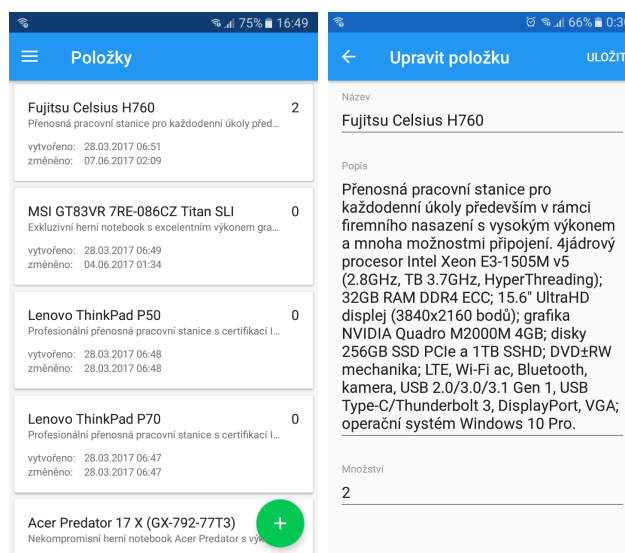 75% 16:49
Položky
Fujitsu Celsius H760 2
Přenosná pracovní stanice pro každodenní úkoly před…
vytvořeno: 28.03.2017 06:51
změněno: 07.06.2017 02:09
MSI GT83VR 7RE-086CZ Titan SLI 0
Exkluzivní herní notebook s excelentním výkonem gra…
vytvořeno: 28.03.2017 06:49
změněno: 04.06.2017 01:34
Lenovo ThinkPad P50 0
Profesionální přenosná pracovní stanice s certifikací I…
vytvořeno: 28.03.2017 06:48
změněno: 28.03.2017 06:48
Lenovo ThinkPad P70 0
Profesionální přenosná pracovní stanice s certifikací I…
vytvořeno: 28.03.2017 06:47
změněno: 28.03.2017 06:47
Acer Predator 17 X (GX-792-77T3)
Nekompromisní herní notebook Acer Predator s
66% 0:30
Upravit položku ULOŽIT
Název
Fujitsu Celsius H760
Popis
Přenosná pracovní stanice pro
každodenní úkoly především v rámci
firemního nasazení s vysokým výkonem
a mnoha možnostmi připojení. 4jádrový
procesor Intel Xeon E3-1505M v5
(2.8GHz, TB 3.7GHz, HyperThreading);
32GB RAM DDR4 ECC; 15.6" UltraHD
displej (3840x2160 bodů); grafika
NVIDIA Quadro M2000M 4GB; disky
256GB SSD PCIe a 1TB SSHD; DVD±RW
mechanika; LTE, Wi-Fi ac, Bluetooth,
kamera, USB 2.0/3.0/3.1 Gen 1, USB
Type-C/Thunderbolt 3, DisplayPort, VGA;
operační systém Windows 10 Pro.
Množství
2